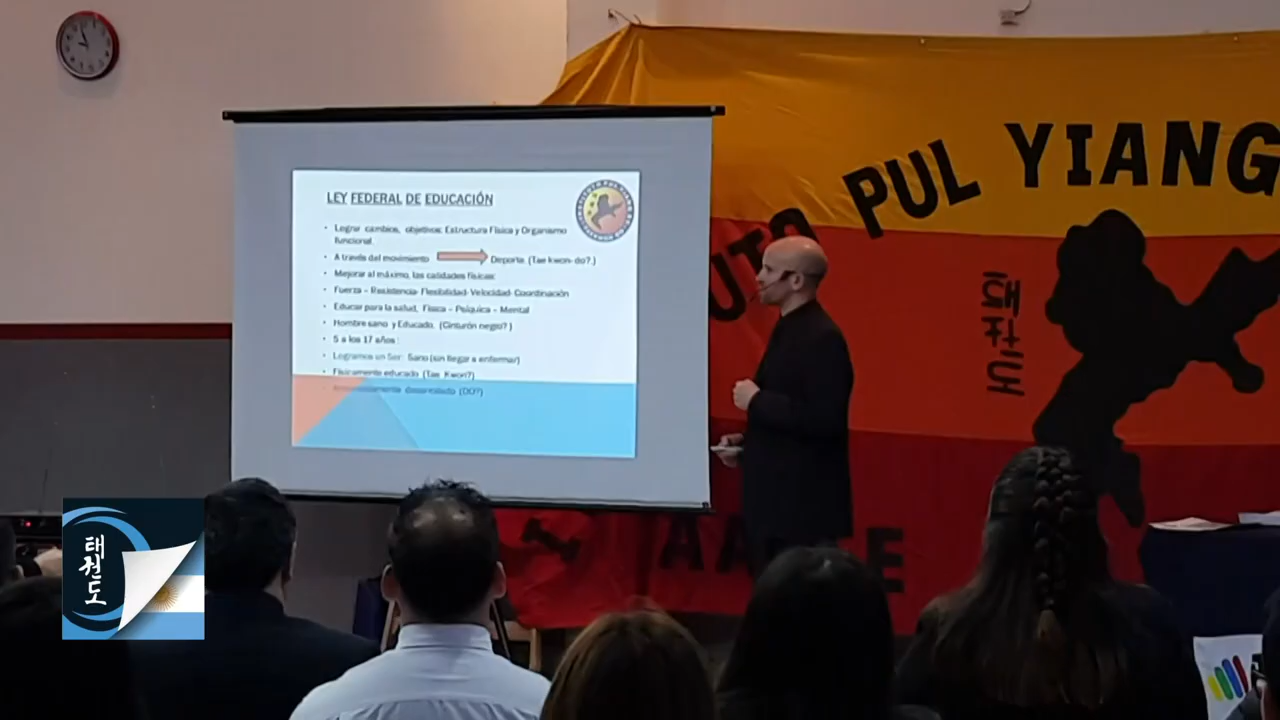 LEY FEDERAL DE EDUCACIÓN
• Lograr cambios, objetivos: Estructura Física y Organismo
funcional.
• A través del movimiento Deporte. (Tae kwon- do?.)
• Mejorar al máximo, las calidades físicas:
• Fuerza – Resistencia- Flexibilidad- Velocidad- Coordinación
• Educar para la salud, Física – Psíquica – Mental
• Hombre sano y Educado. (Cinturón negro? )
• 5 a los 17 años :
• Logramos un Ser: Sano (sin llegar a enfermar)
• Físicamente educado (Tae Kwon?)
desarrollado (DO?)
UTO PUL YIANG
태권도
태권도